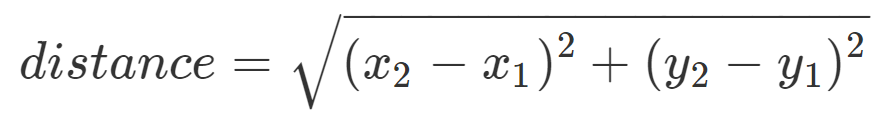 distance = √(x₂ − x₁)² + (y₂ − y₁)²